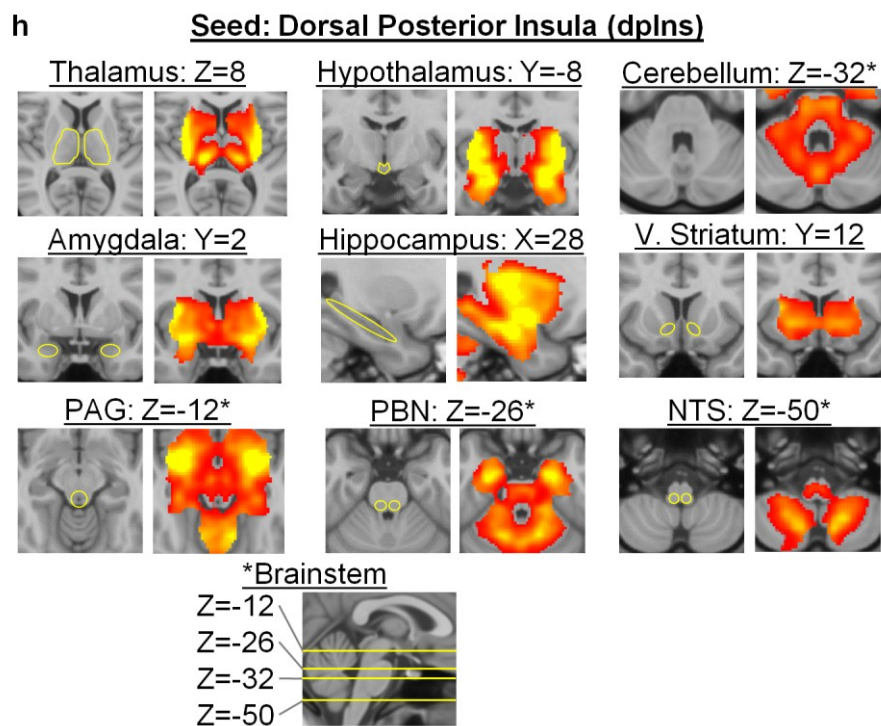 h
Seed: Dorsal Posterior Insula (dpIns)
Thalamus: Z=8
Hypothalamus: Y=-8
Cerebellum: Z=-32*
Amygdala: Y=2
Hippocampus: X=28
V. Striatum: Y=12
PAG: Z=-12*
PBN: Z=-26*
NTS: Z=-50*
*Brainstem
Z=-12
Z=-26
Z=-32
Z=-50